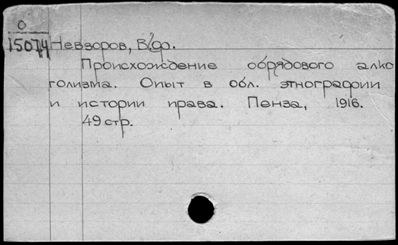 0
15074 Невзоров, В/ф.
Происхождение обрядового алко
голизма. Опыт в обл. этнографии
и истории права. Пенза, 1916.
49 стр.